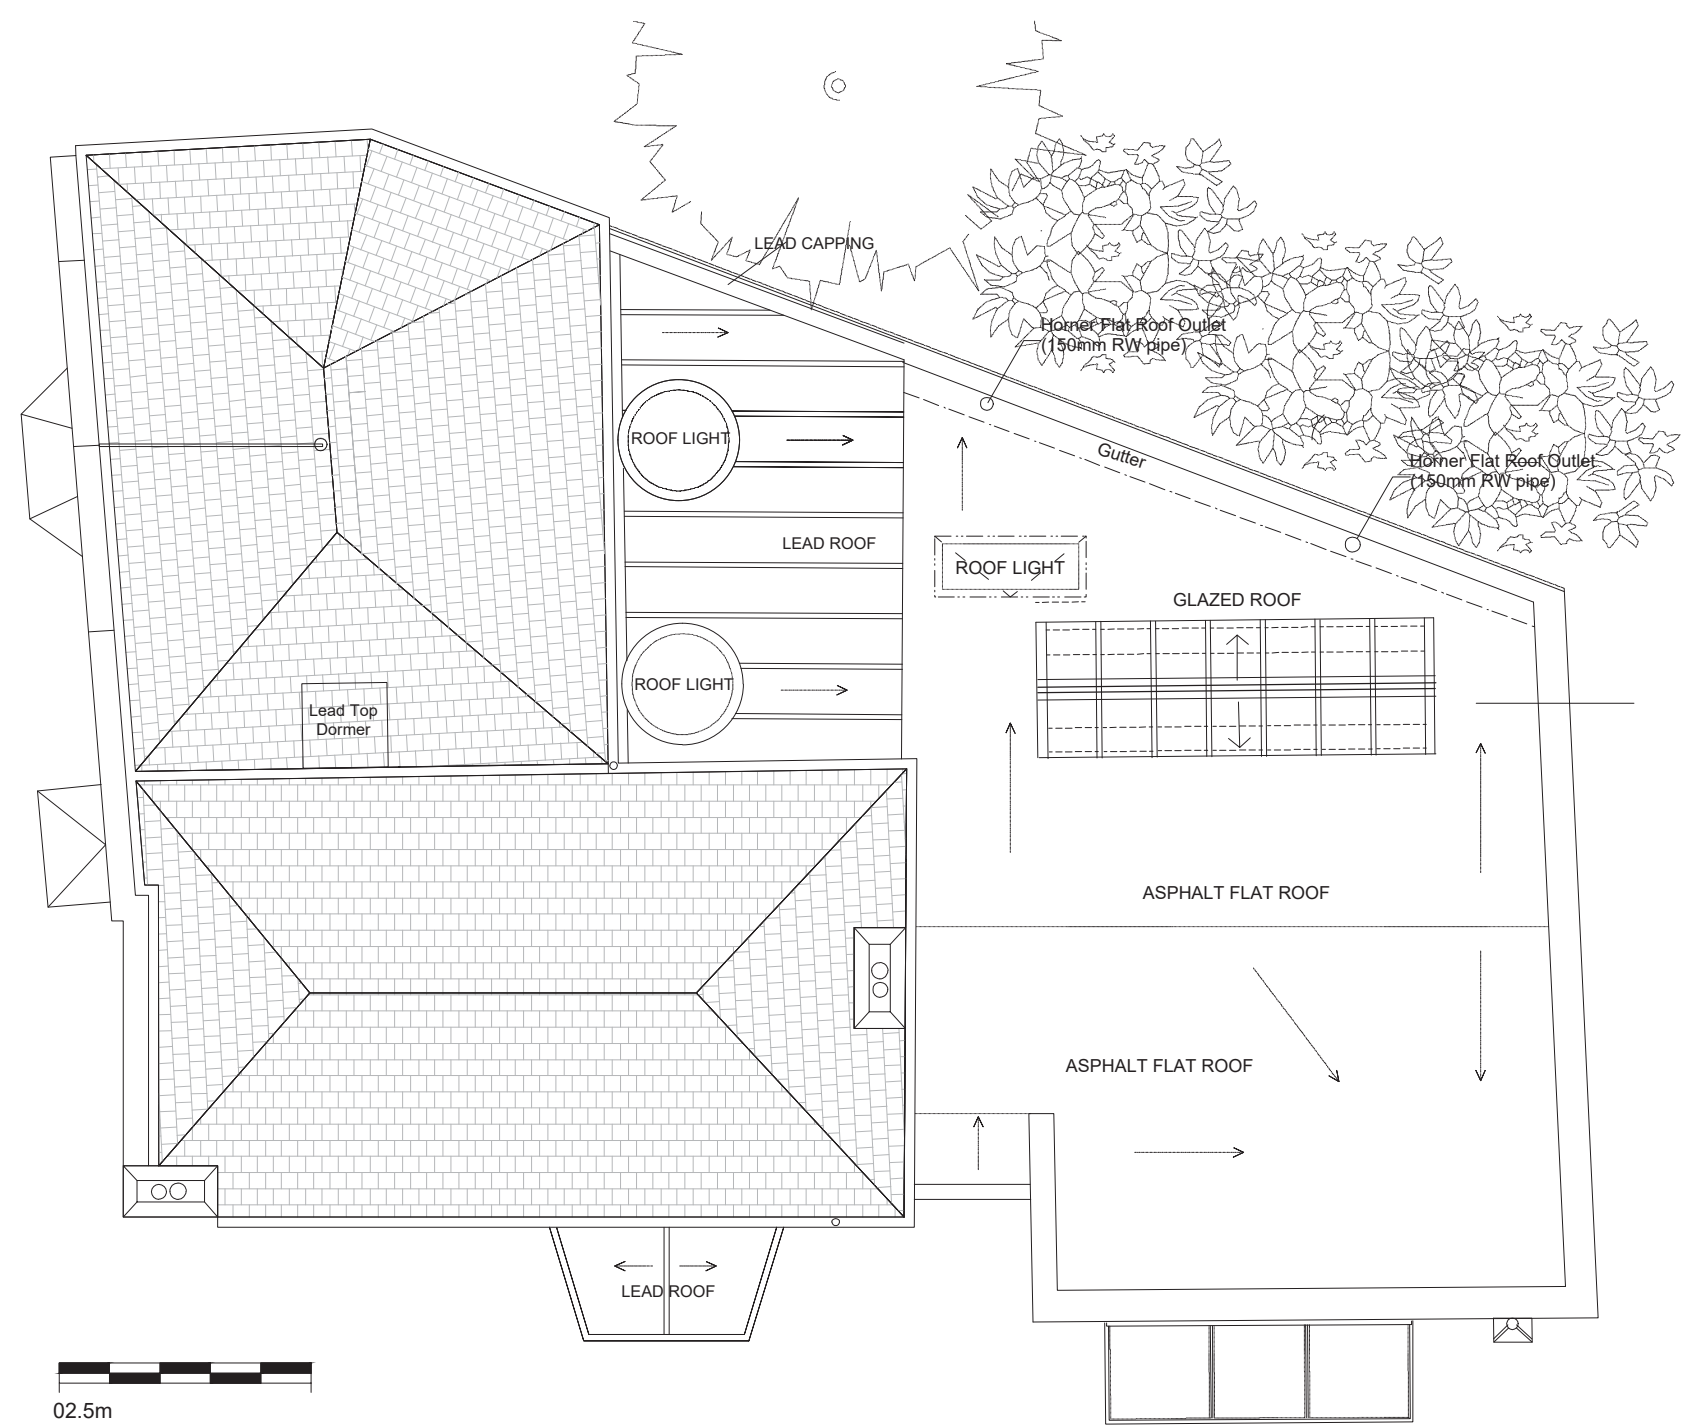 LEAD CAPPING
Horner Flat Roof Outlet
(150mm RW pipe)
ROOF LIGHT
Gutter
Horner Flat Roof Outlet
(150mm RW pipe)
LEAD ROOF
ROOF LIGHT
GLAZED ROOF
ROOF LIGHT
Lead Top
Dormer
ASPHALT FLAT ROOF
ASPHALT FLAT ROOF
LEAD ROOF
02.5m